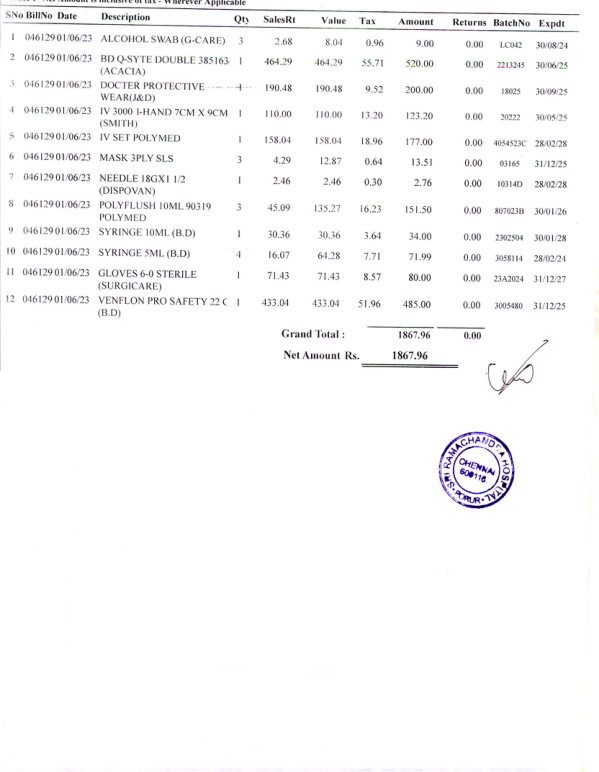 Net Amount is inclusive of tax - Wherever Applicable
SNo BillNo Date Description Qty SalesRt Value Tax Amount Returns BatchNo Expdt
1 046129 01/06/23 ALCOHOL SWAB (G-CARE) 3 2.68 8.04 0.96 9.00 0.00 LC042 30/08/24
2 046129 01/06/23 BD Q-SYTE DOUBLE 385163 1 464.29 464.29 55.71 520.00 0.00 2213245 30/06/25
(ACACIA)
3 046129 01/06/23 DOCTER PROTECTIVE 190.48 190.48 9.52 200.00 0.00 18025 30/09/25
WEAR(J&D)
4 046129 01/06/23 IV 3000 1-HAND 7CM X 9CM 1 110.00 110.00 13.20 123.20 0.00 20222 30/05/25
(SMITH)
5 046129 01/06/23 IV SET POLYMED 1 158.04 158.04 18.96 177.00 0.00 4054523C 28/02/28
6 046129 01/06/23 MASK 3PLY SLS 3 4.29 12.87 0.64 13.51 0.00 03165 31/12/25
7 046129 01/06/23 NEEDLE 18GX1 1/2 1 2.46 2.46 0.30 2.76 0.00 10314D 28/02/28
(DISPOVAN)
8 046129 01/06/23 POLYFLUSH 10ML 90319 3 45.09 135.27 16.23 151.50 0.00 807023B 30/01/26
POLYMED
9 046129 01/06/23 SYRINGE 10ML (B.D) 1 30.36 30.36 3.64 34.00 0.00 2302504 30/01/28
10 046129 01/06/23 SYRINGE 5ML (B.D) 4 16.07 64.28 7.71 71.99 0.00 3058114 28/02/24
11 046129 01/06/23 GLOVES 6-0 STERILE 1 71.43 71.43 8.57 80.00 0.00 23A2024 31/12/27
(SURGICARE)
12 046129 01/06/23 VENFLON PRO SAFETY 22 ( 1 433.04 433.04 51.96 485.00 0.00 3005480 31/12/25
(B.D)
Grand Total : 1867.96 0.00
Net Amount Rs. 1867.96
SRI RAMACHANDRA HOSPITAL
CHENNAI
600116
PORUR